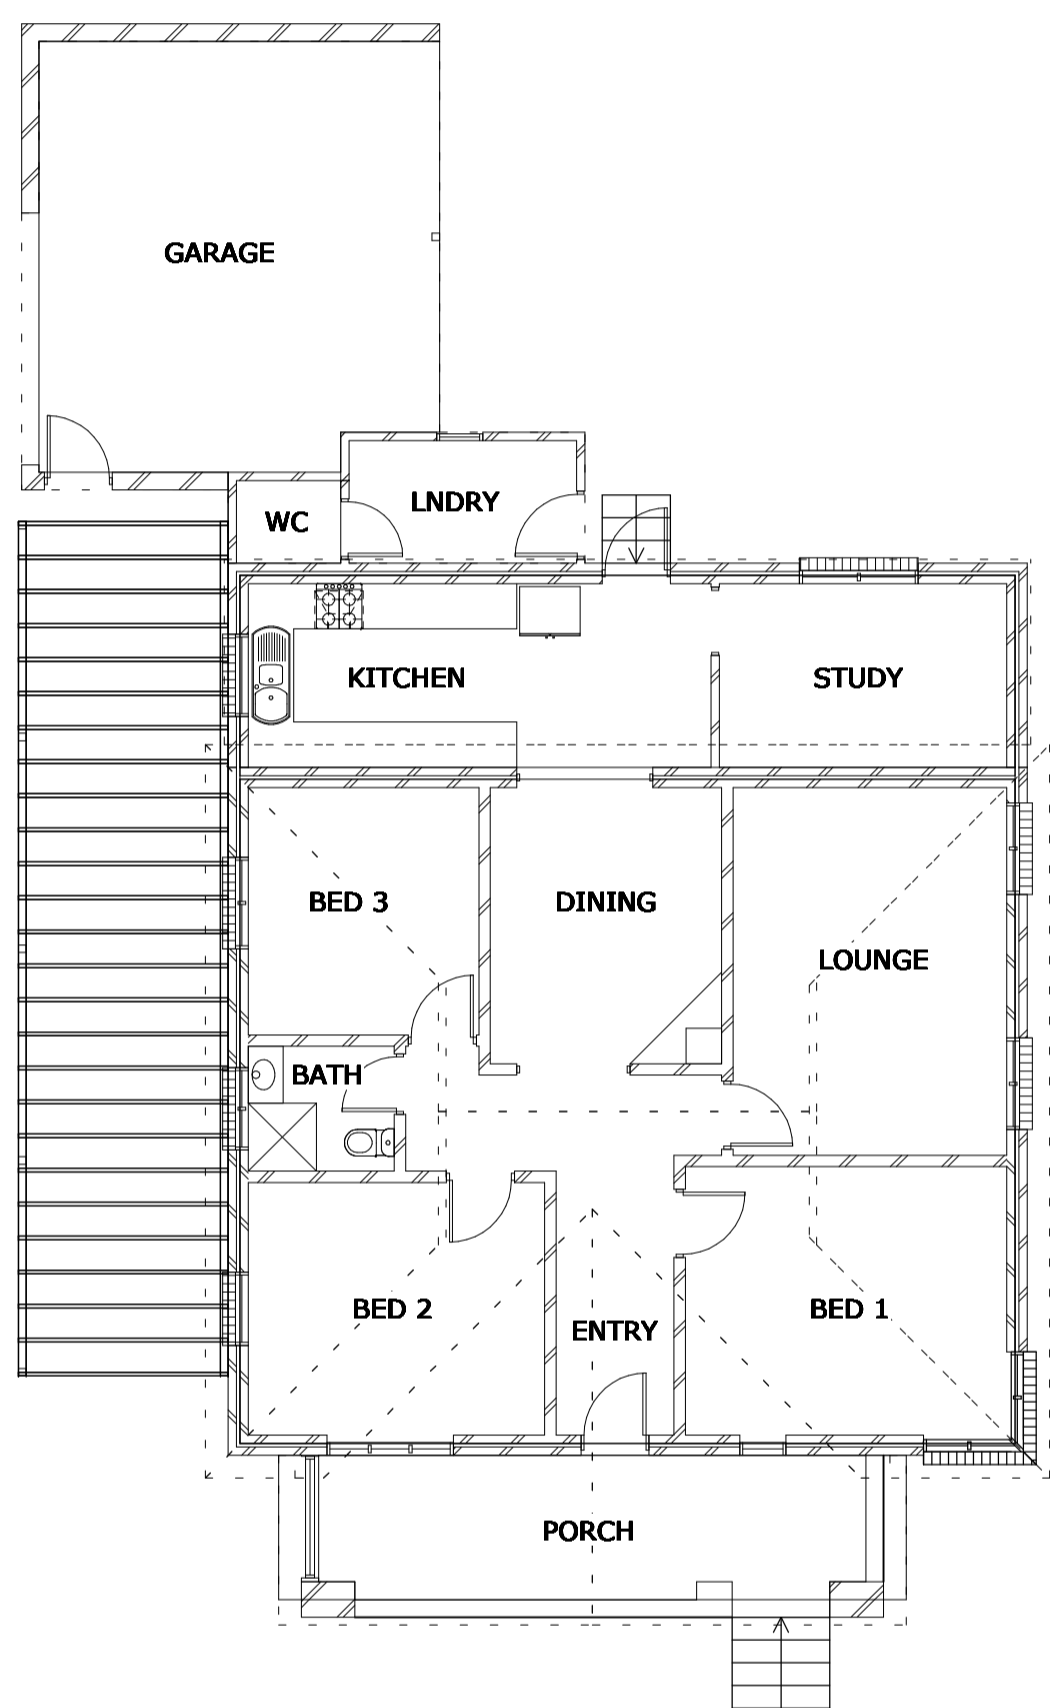 GARAGE
LNDRY
WC
KITCHEN
STUDY
BED 3
DINING
LOUNGE
BATH
BED 2
BED 1
ENTRY
PORCH